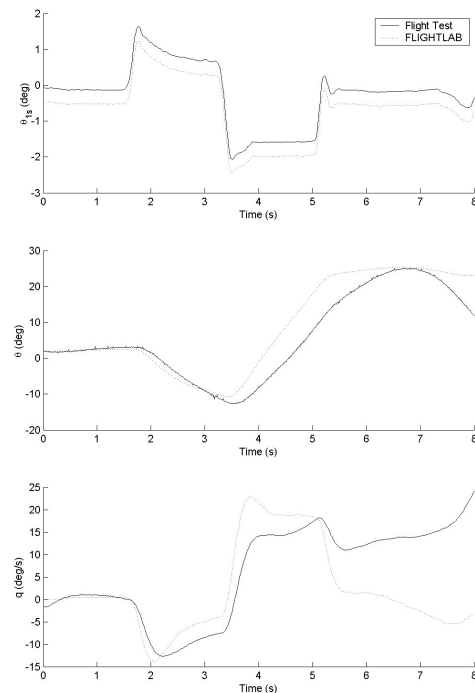 Flight Test
FLIGHTLAB
2
1
0
-1
-2
-3
θ1s (deg)
0 1 2 3 4 5 6 7 8
Time (s)
30
20
10
0
-10
-20
θ (deg)
0 1 2 3 4 5 6 7 8
Time (s)
25
20
15
10
5
0
-5
-10
-15
q (deg/s)
0 1 2 3 4 5 6 7 8
Time (s)